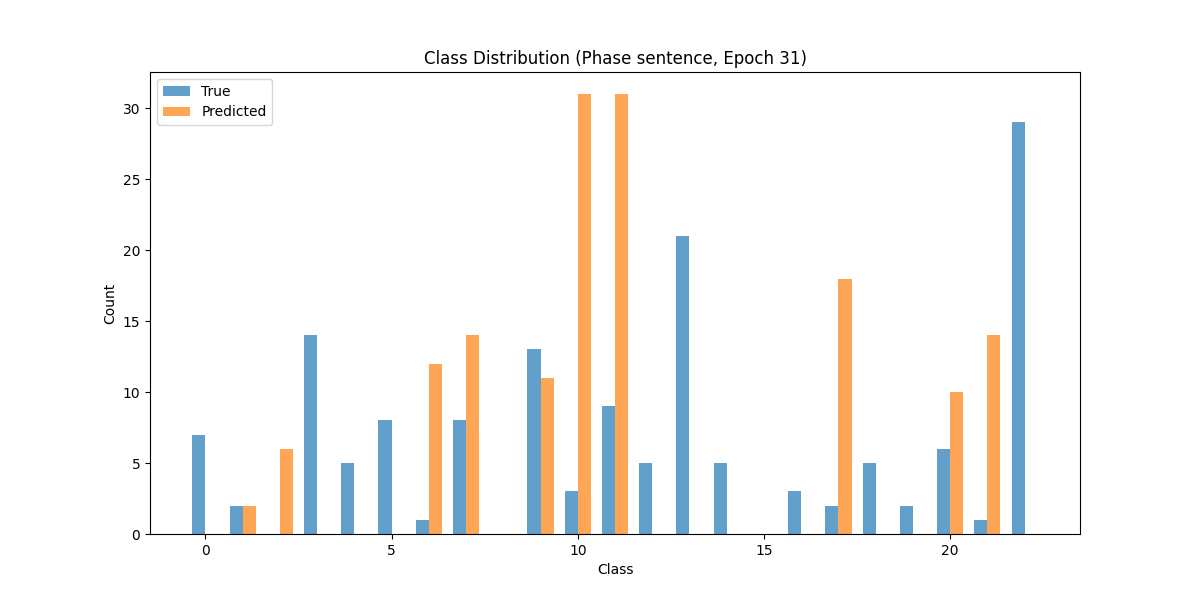 Class Distribution (Phase sentence, Epoch 31)
True
Predicted
30
25
20
15
10
5
0
Count
0 5 10 15 20
Class